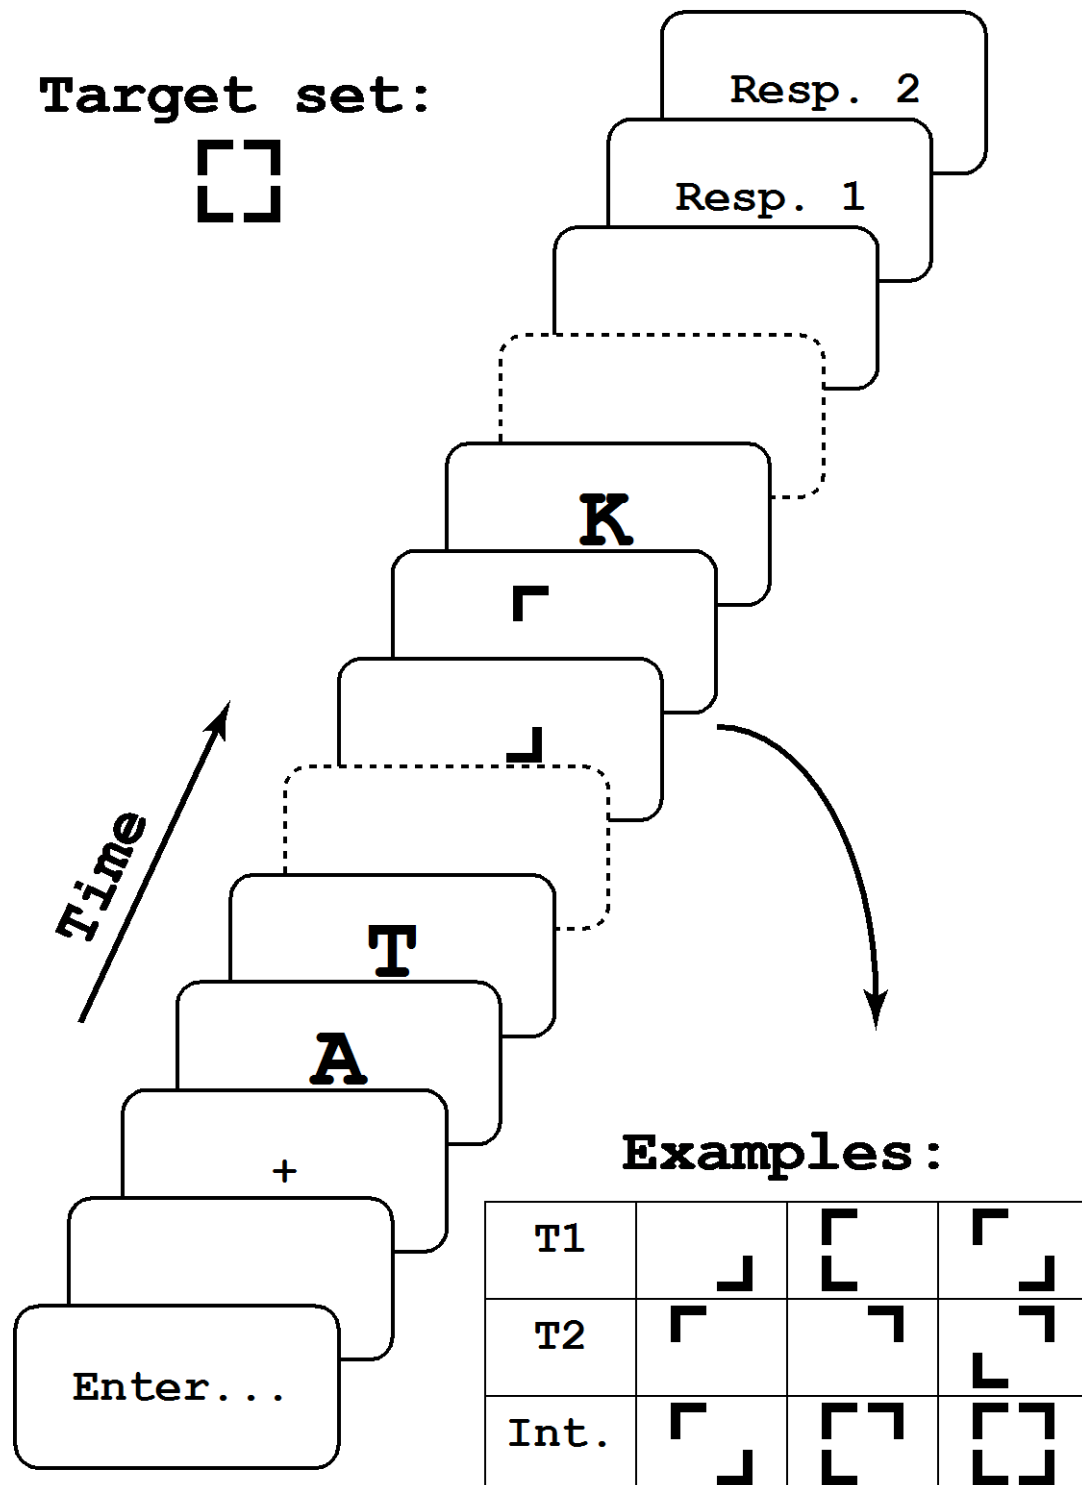 Target set:
Resp. 2
Resp. 1
K
T
A
+
Enter...
Time
Examples:
T1
T2
Int.